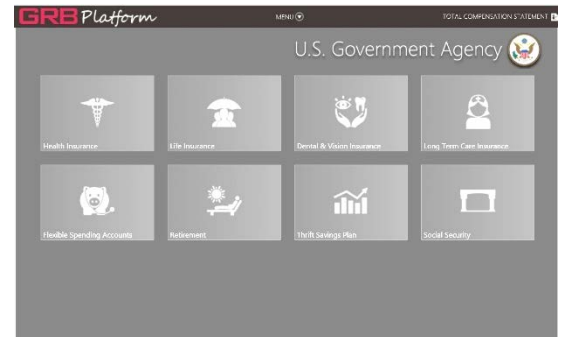 GRB Platform
MENU
TOTAL COMPENSATION STATEMENT
U.S. Government Agency
Health Insurance
Life Insurance
Dental & Vision Insurance
Long Term Care Insurance
Flexible Spending Accounts
Retirement
Thrift Savings Plan
Social Security